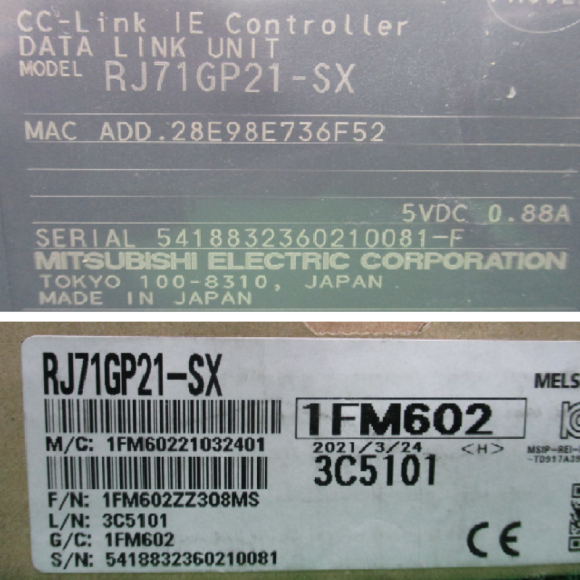 CC-Link IE Controller
DATA LINK UNIT
MODEL RJ71GP21-SX
MAC ADD.28E98E736F52
5VDC 0.88A
SERIAL 5418832360210081-F
MITSUBISHI ELECTRIC CORPORATION
TOKYO 100-8310, JAPAN
MADE IN JAPAN
RJ71GP21-SX
MELS
1FM602
M/C: 1FM60221032401
2021/3/24 <H>
MSIP-REI-
3C5101
F/N: 1FM602ZZ308MS
L/N: 3C5101
G/C: 1FM602
S/N: 5418832360210081
CE